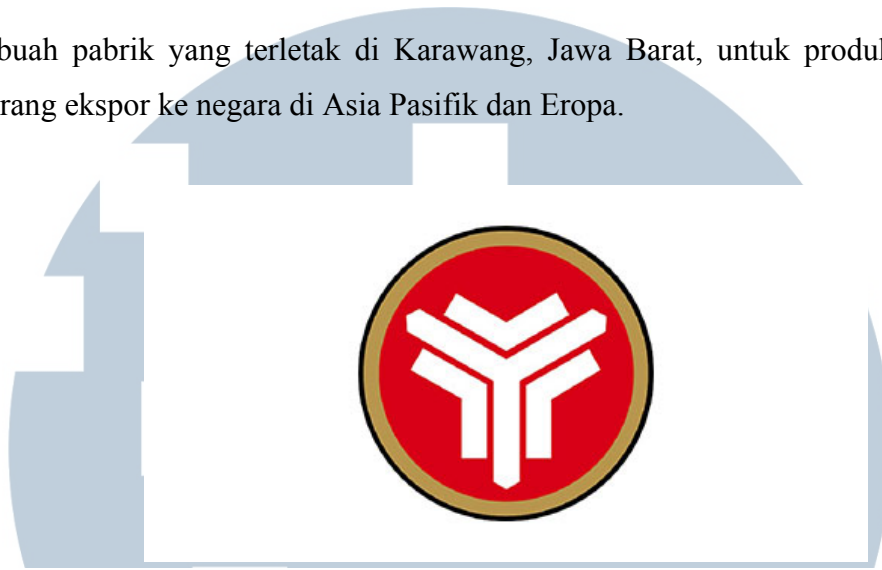 buah pabrik yang terletak di Karawang, Jawa Barat, untuk produk
rang ekspor ke negara di Asia Pasifik dan Eropa.